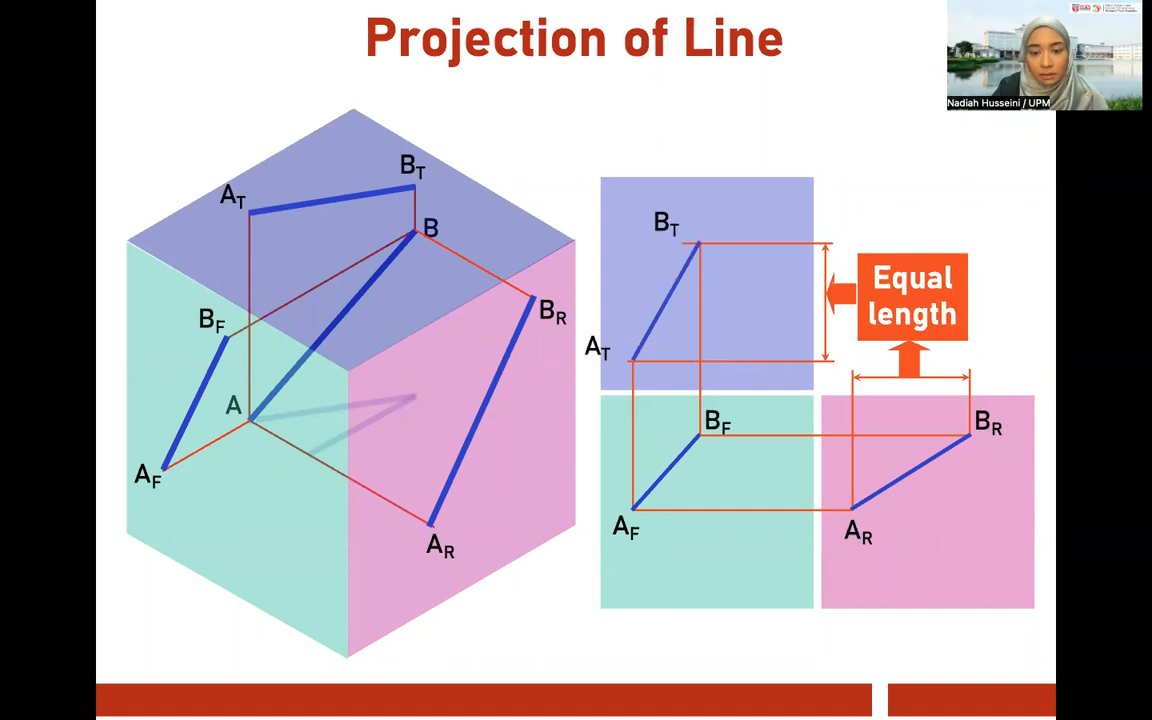 Projection of Line
Nadiah Husseini / UPM
B_T
A_T
B
B_F
B_R
A
A_F
A_R
B_T
Equal
length
A_T
B_F
B_R
A_F
A_R